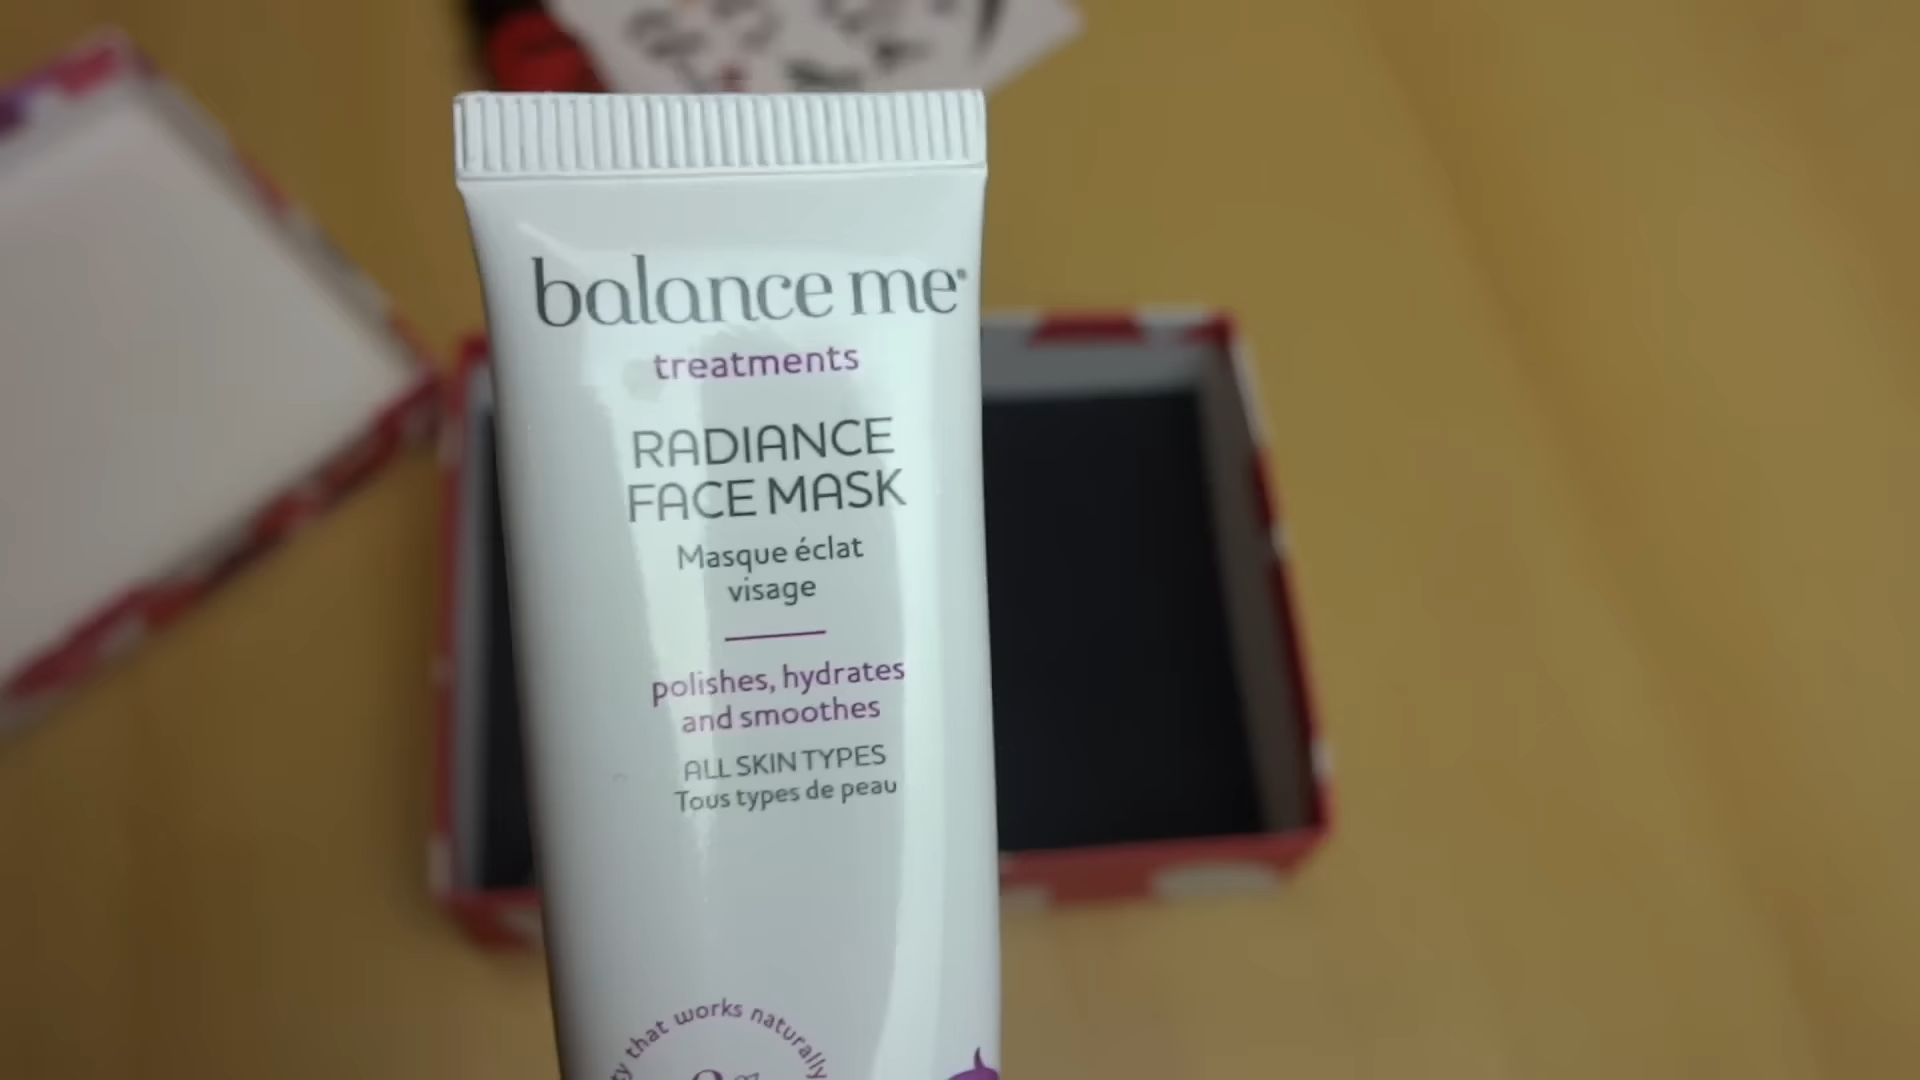 balance me®
treatments
RADIANCE
FACE MASK
Masque éclat
visage
polishes, hydrates
and smoothes
ALL SKIN TYPES
Tous types de peau
that works naturally